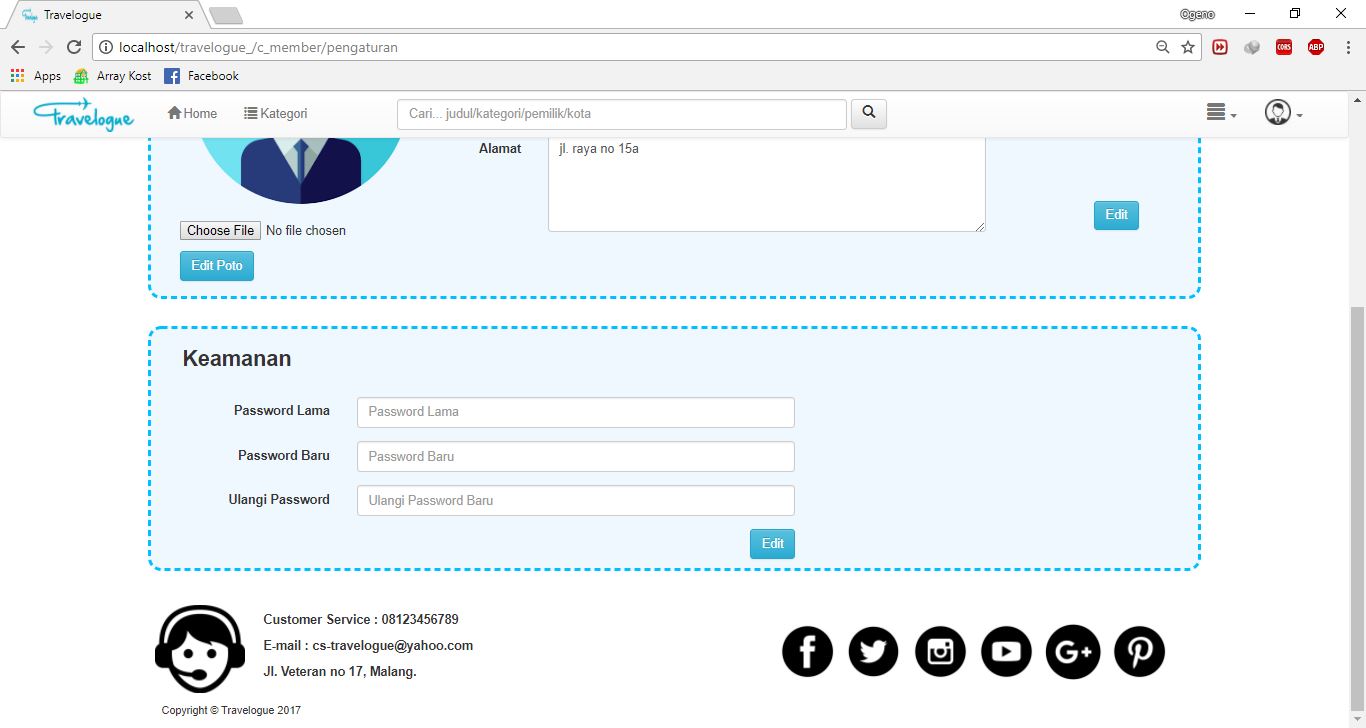 Travelogue
Ogeno
localhost/travelogue_/c_member/pengaturan
CORS
ABP
Apps
Array Kost
Facebook
Travelogue
Home
Kategori
Cari... judul/kategori/pemilik/kota
Alamat
jl. raya no 15a
Edit
Choose File No file chosen
Edit Poto
Keamanan
Password Lama
Password Lama
Password Baru
Password Baru
Ulangi Password
Ulangi Password Baru
Edit
Customer Service : 08123456789
E-mail : cs-travelogue@yahoo.com
Jl. Veteran no 17, Malang.
G+
Copyright © Travelogue 2017